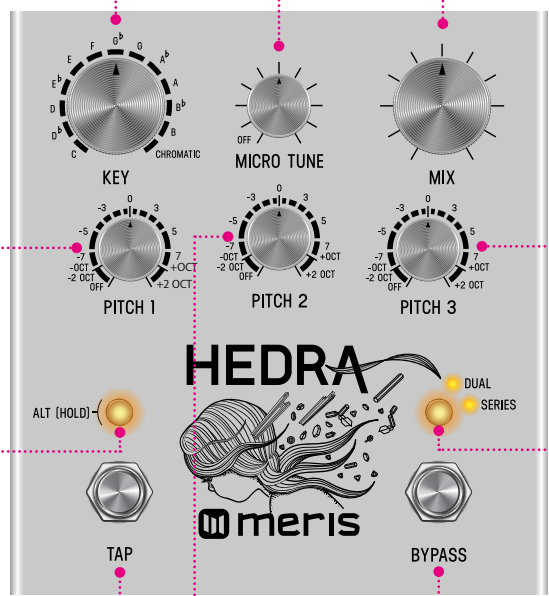 G♭
F G
E A♭
E♭ A
D B♭
D♭ B
C CHROMATIC
KEY
OFF
MICRO TUNE
MIX
0
-3 3
-5 5
-7 7
-OCT +OCT
-2 OCT +2 OCT
OFF
PITCH 1
0
-3 3
-5 5
-7 7
-OCT +OCT
-2 OCT +2 OCT
OFF
PITCH 2
0
-3 3
-5 5
-7 7
-OCT +OCT
-2 OCT +2 OCT
OFF
PITCH 3
HEDRA
DUAL
SERIES
ALT (HOLD)
meris
TAP
BYPASS